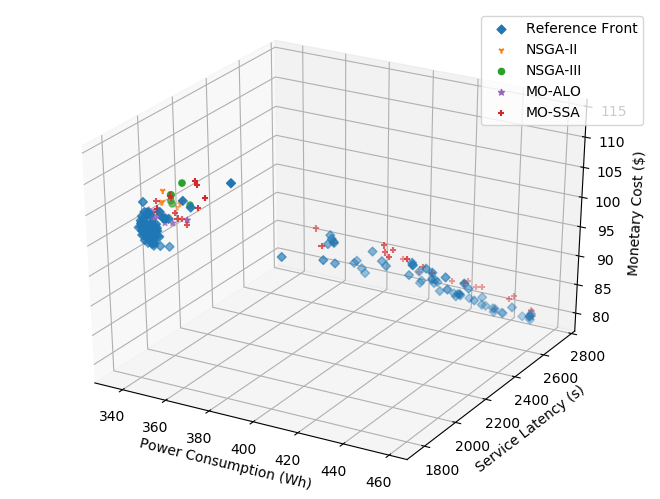 Reference Front
NSGA-II
NSGA-III
MO-ALO
MO-SSA
115
110
105
100
95
90
85
80
Monetary Cost ($)
2800
2600
2400
2200
2000
1800
Service Latency (s)
340
360
380
400
420
440
460
Power Consumption (Wh)